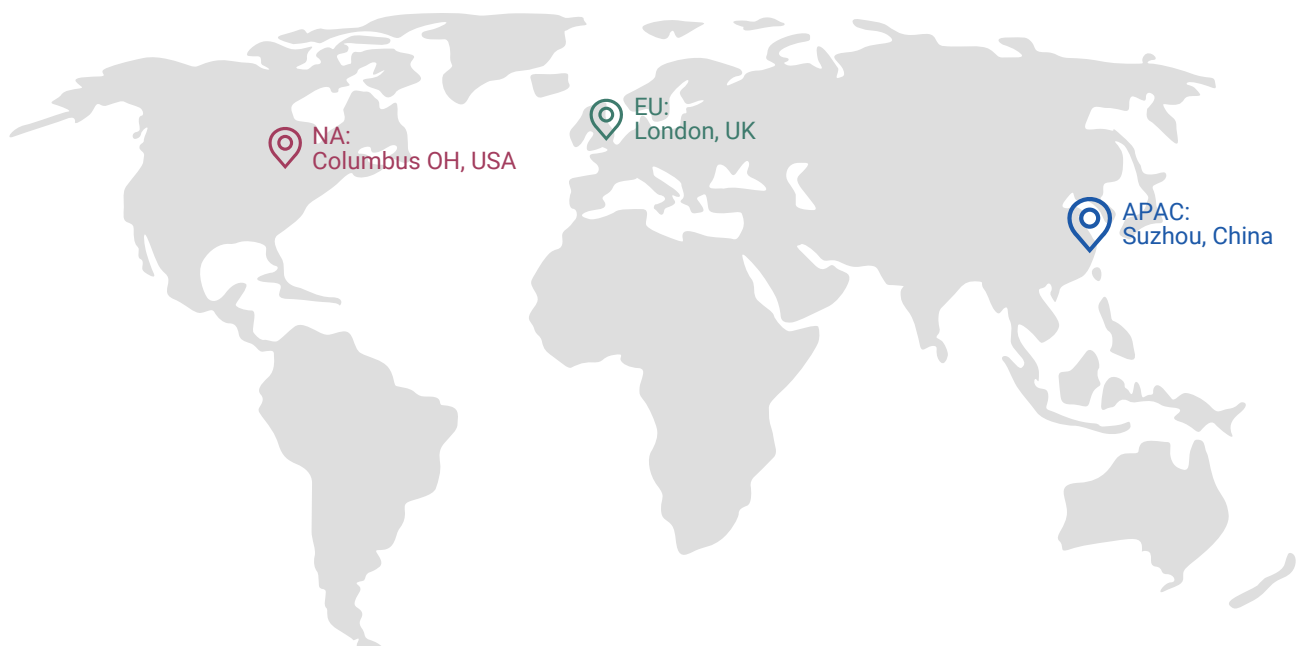 EU:
London, UK
NA:
Columbus OH, USA
APAC:
Suzhou, China